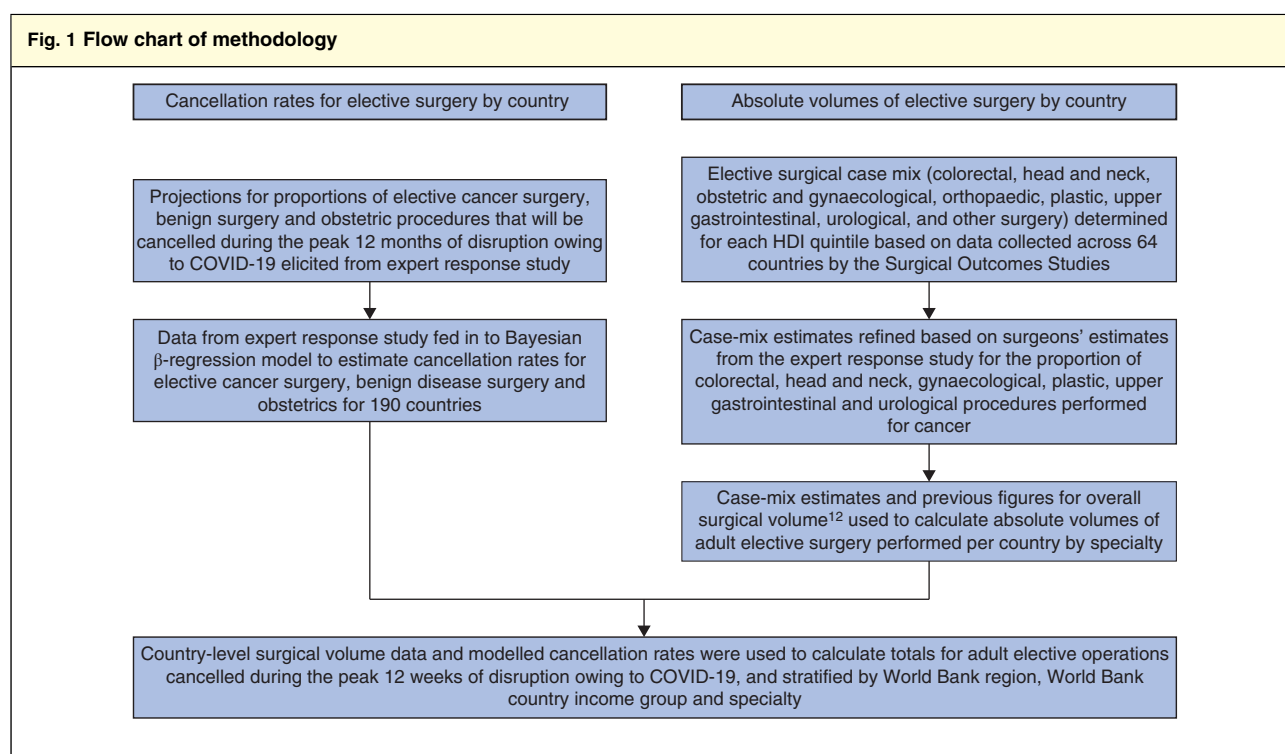 Fig. 1 Flow chart of methodology
Cancellation rates for elective surgery by country
Projections for proportions of elective cancer surgery,
benign surgery and obstetric procedures that will be
cancelled during the peak 12 months of disruption owing
to COVID-19 elicited from expert response study
Data from expert response study fed in to Bayesian
β-regression model to estimate cancellation rates for
elective cancer surgery, benign disease surgery and
obstetrics for 190 countries
Absolute volumes of elective surgery by country
Elective surgical case mix (colorectal, head and neck,
obstetric and gynaecological, orthopaedic, plastic, upper
gastrointestinal, urological, and other surgery) determined
for each HDI quintile based on data collected across 64
countries by the Surgical Outcomes Studies
Case-mix estimates refined based on surgeons' estimates
from the expert response study for the proportion of
colorectal, head and neck, gynaecological, plastic, upper
gastrointestinal and urological procedures performed
for cancer
Case-mix estimates and previous figures for overall
surgical volume¹² used to calculate absolute volumes of
adult elective surgery performed per country by specialty
Country-level surgical volume data and modelled cancellation rates were used to calculate totals for adult elective operations
cancelled during the peak 12 weeks of disruption owing to COVID-19, and stratified by World Bank region, World Bank
country income group and specialty